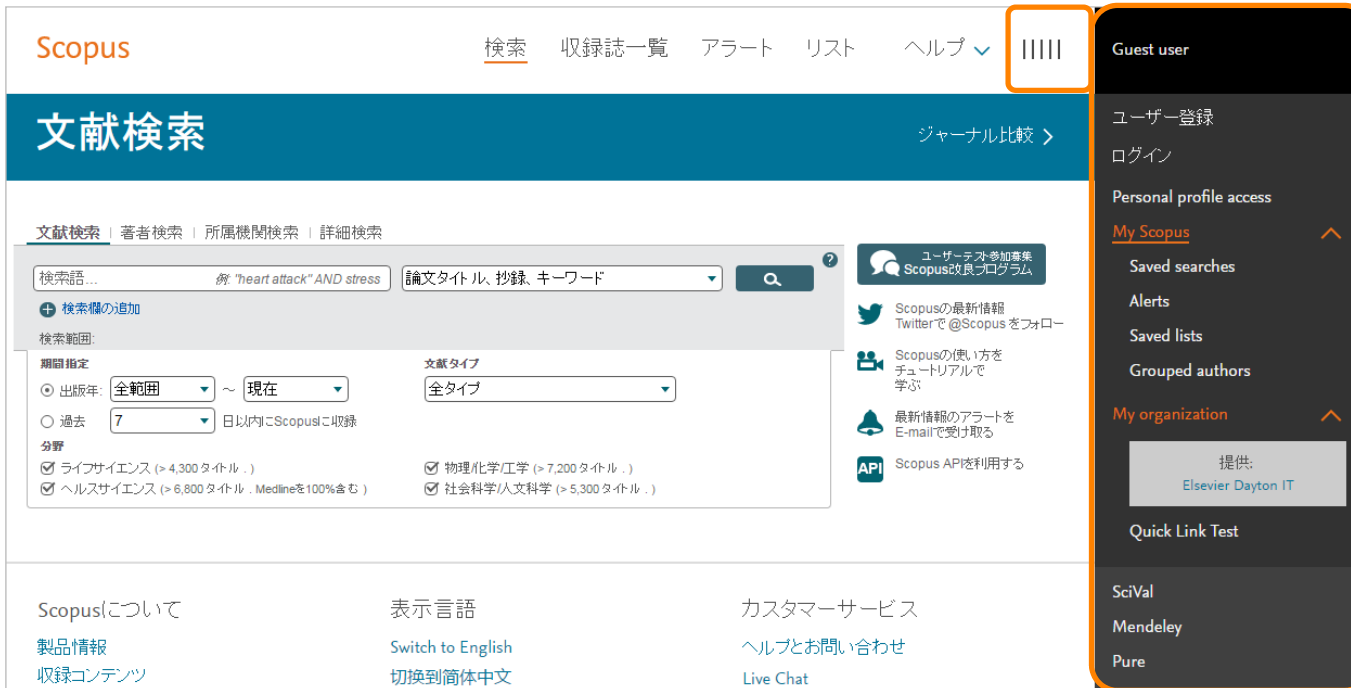 Scopus
検索 収録誌一覧 アラート リスト ヘルプ
文献検索
ジャーナル比較
文献検索 | 著者検索 | 所属機関検索 | 詳細検索
検索語... 例: "heart attack" AND stress
論文タイトル、抄録、キーワード
?
検索欄の追加
検索範囲:
期間指定
出版年: 全範囲 ～ 現在
過去 7 日以内にScopusに収録
文献タイプ
全タイプ
分野
ライフサイエンス (> 4,300 タイトル . )
ヘルスサイエンス (> 6,800 タイトル . Medlineを100%含む )
物理/化学/工学 (> 7,200 タイトル . )
社会科学/人文科学 (> 5,300 タイトル . )
ユーザーテスト参加募集
Scopus改良プログラム
Scopusの最新情報
Twitterで @Scopus をフォロー
Scopusの使い方を
チュートリアルで
学ぶ
最新情報のアラートを
E-mailで受け取る
API
Scopus APIを利用する
Scopusについて
製品情報
収録コンテンツ
表示言語
Switch to English
切换到简体中文
カスタマーサービス
ヘルプとお問い合わせ
Live Chat
Guest user
ユーザー登録
ログイン
Personal profile access
My Scopus
Saved searches
Alerts
Saved lists
Grouped authors
My organization
提供:
Elsevier Dayton IT
Quick Link Test
SciVal
Mendeley
Pure